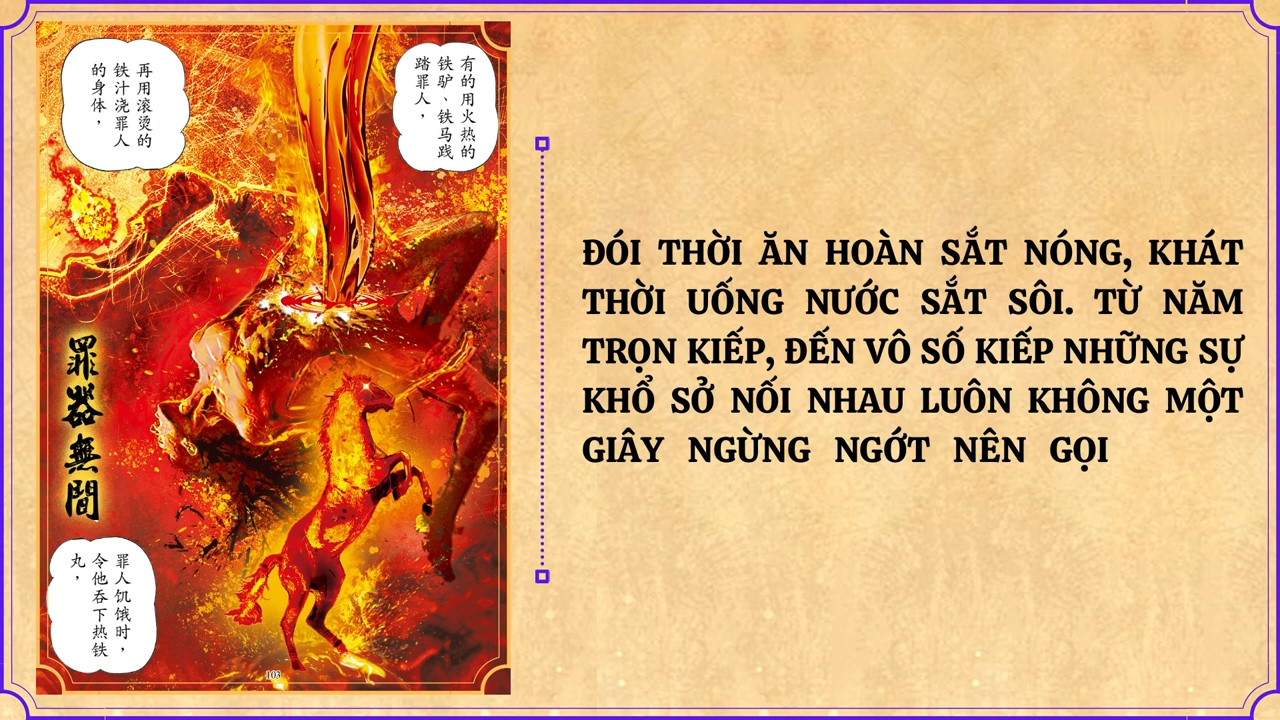 有的用火热的
铁驴、铁马践
踏罪人，
再用滚烫的
铁汁浇罪人
的身体，
罪器無間
罪人饥饿时，
令他吞下热铁
丸，
103
ĐÓI THỜI ĂN HOÀN SẮT NÓNG, KHÁT
THỜI UỐNG NƯỚC SẮT SÔI. TỪ NĂM
TRỌN KIẾP, ĐẾN VÔ SỐ KIẾP NHỮNG SỰ
KHỔ SỞ NỐI NHAU LUÔN KHÔNG MỘT
GIÂY NGỪNG NGỚT NÊN GỌI